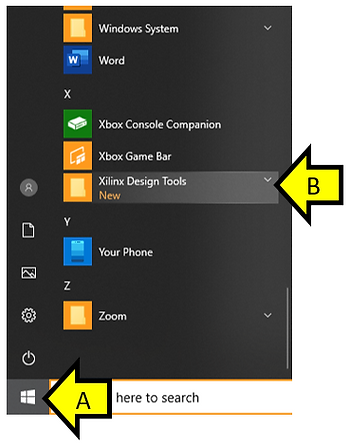 Windows System
Word
X
Xbox Console Companion
Xbox Game Bar
Xilinx Design Tools
New
B
Y
Your Phone
Z
Zoom
A
here to search